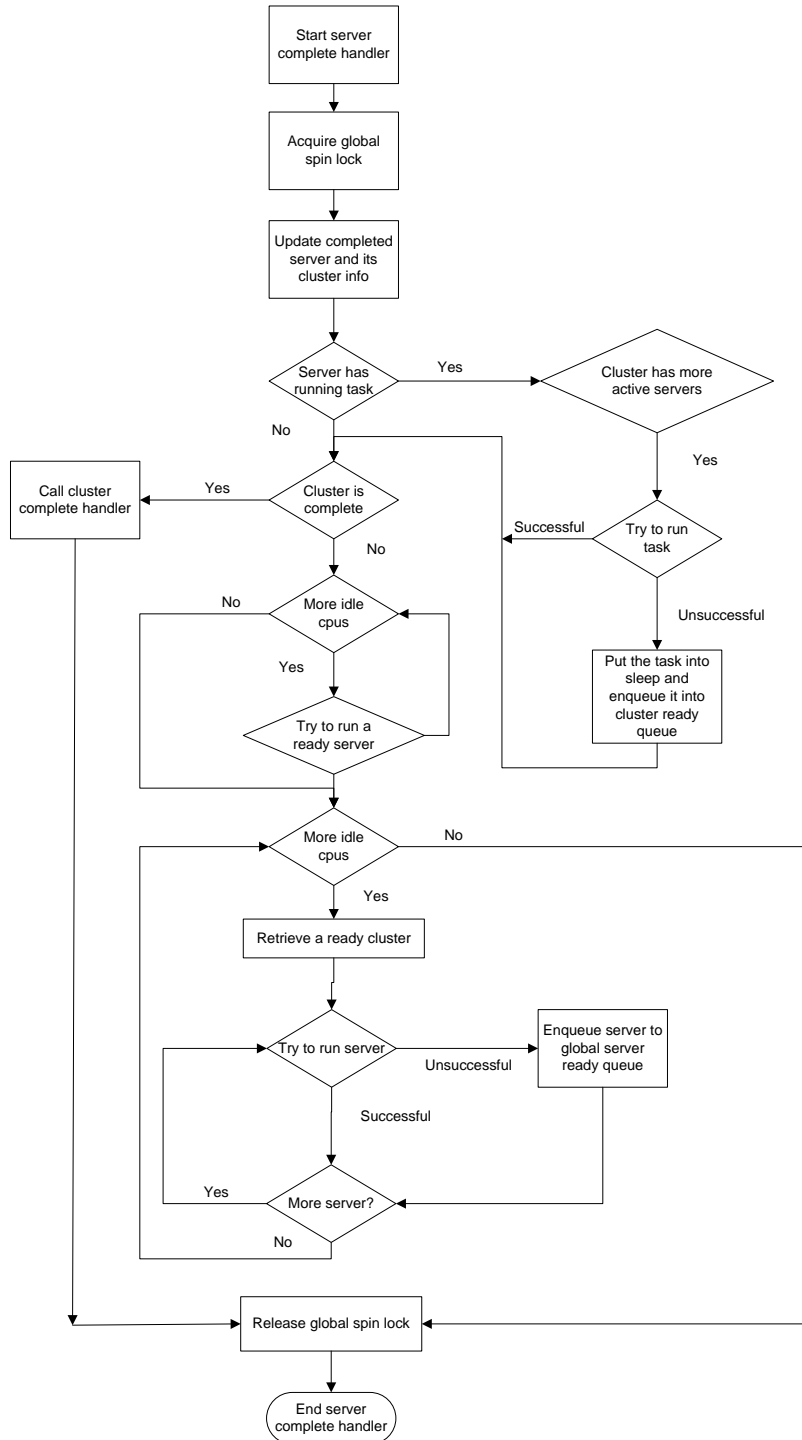 Start server
complete handler
Acquire global
spin lock
Update completed
server and its
cluster info
Server has
running task
Yes
Cluster has more
active servers
No
Yes
Call cluster
complete handler
Yes
Cluster is
complete
Successful
Try to run
task
No
No
More idle
cpus
Unsuccessful
Yes
Put the task into
sleep and
enqueue it into
cluster ready
queue
Try to run a
ready server
More idle
cpus
No
Yes
Retrieve a ready cluster
Try to run server
Unsuccessful
Enqueue server to
global server
ready queue
Successful
Yes
More server?
No
Release global spin lock
End server
complete handler